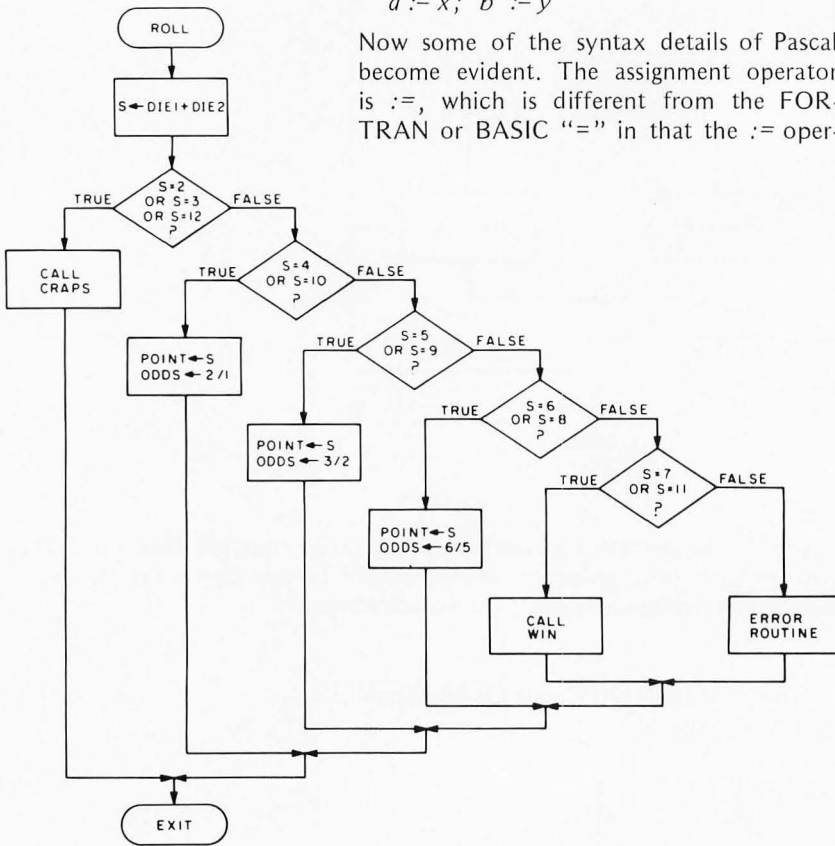 a := x; b := y
Now some of the syntax details of Pascal
become evident. The assignment operator
is :=, which is different from the FOR-
TRAN or BASIC “=” in that the := oper-
ROLL
S←DIE1+DIE2
S=2
OR S=3
OR S=12
?
TRUE
FALSE
CALL
CRAPS
S=4
OR S=10
?
TRUE
FALSE
POINT←S
ODDS←2/1
S=5
OR S=9
?
TRUE
FALSE
POINT←S
ODDS←3/2
S=6
OR S=8
?
TRUE
FALSE
POINT←S
ODDS←6/5
S=7
OR S=11
?
TRUE
FALSE
CALL
WIN
ERROR
ROUTINE
EXIT